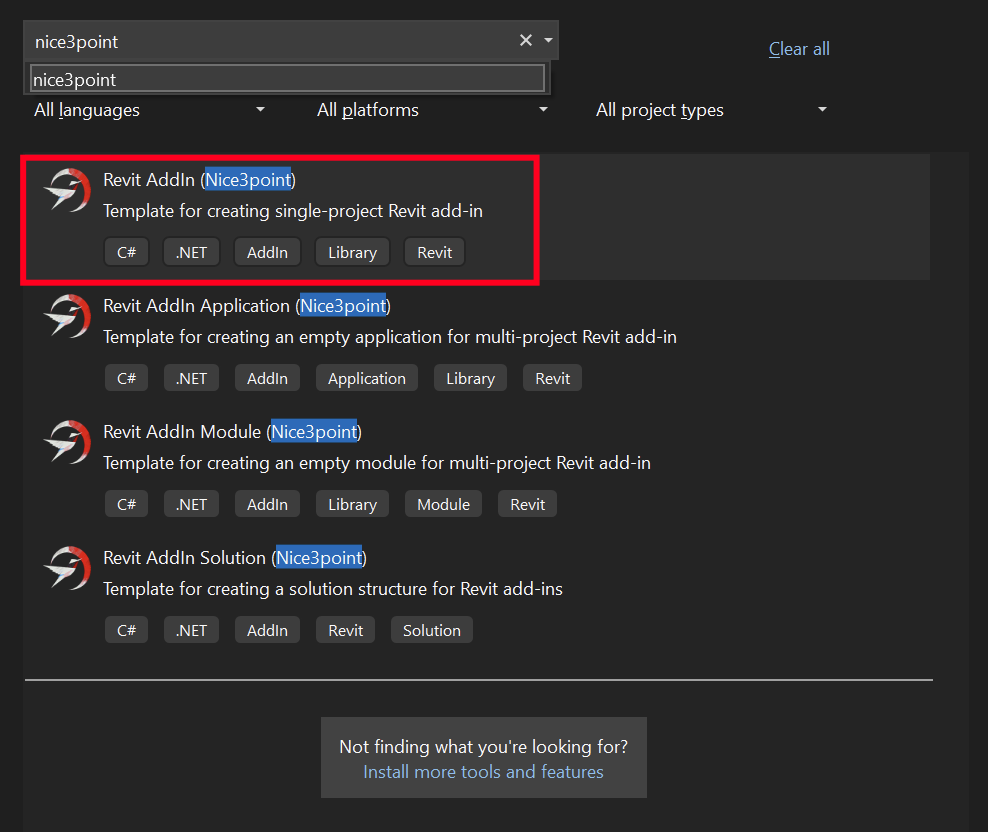 nice3point
Clear all
nice3point
All languages All platforms All project types
Revit AddIn (Nice3point)
Template for creating single-project Revit add-in
C# .NET AddIn Library Revit
Revit AddIn Application (Nice3point)
Template for creating an empty application for multi-project Revit add-in
C# .NET AddIn Application Library Revit
Revit AddIn Module (Nice3point)
Template for creating an empty module for multi-project Revit add-in
C# .NET AddIn Library Module Revit
Revit AddIn Solution (Nice3point)
Template for creating a solution structure for Revit add-ins
C# .NET AddIn Revit Solution
Not finding what you're looking for?
Install more tools and features